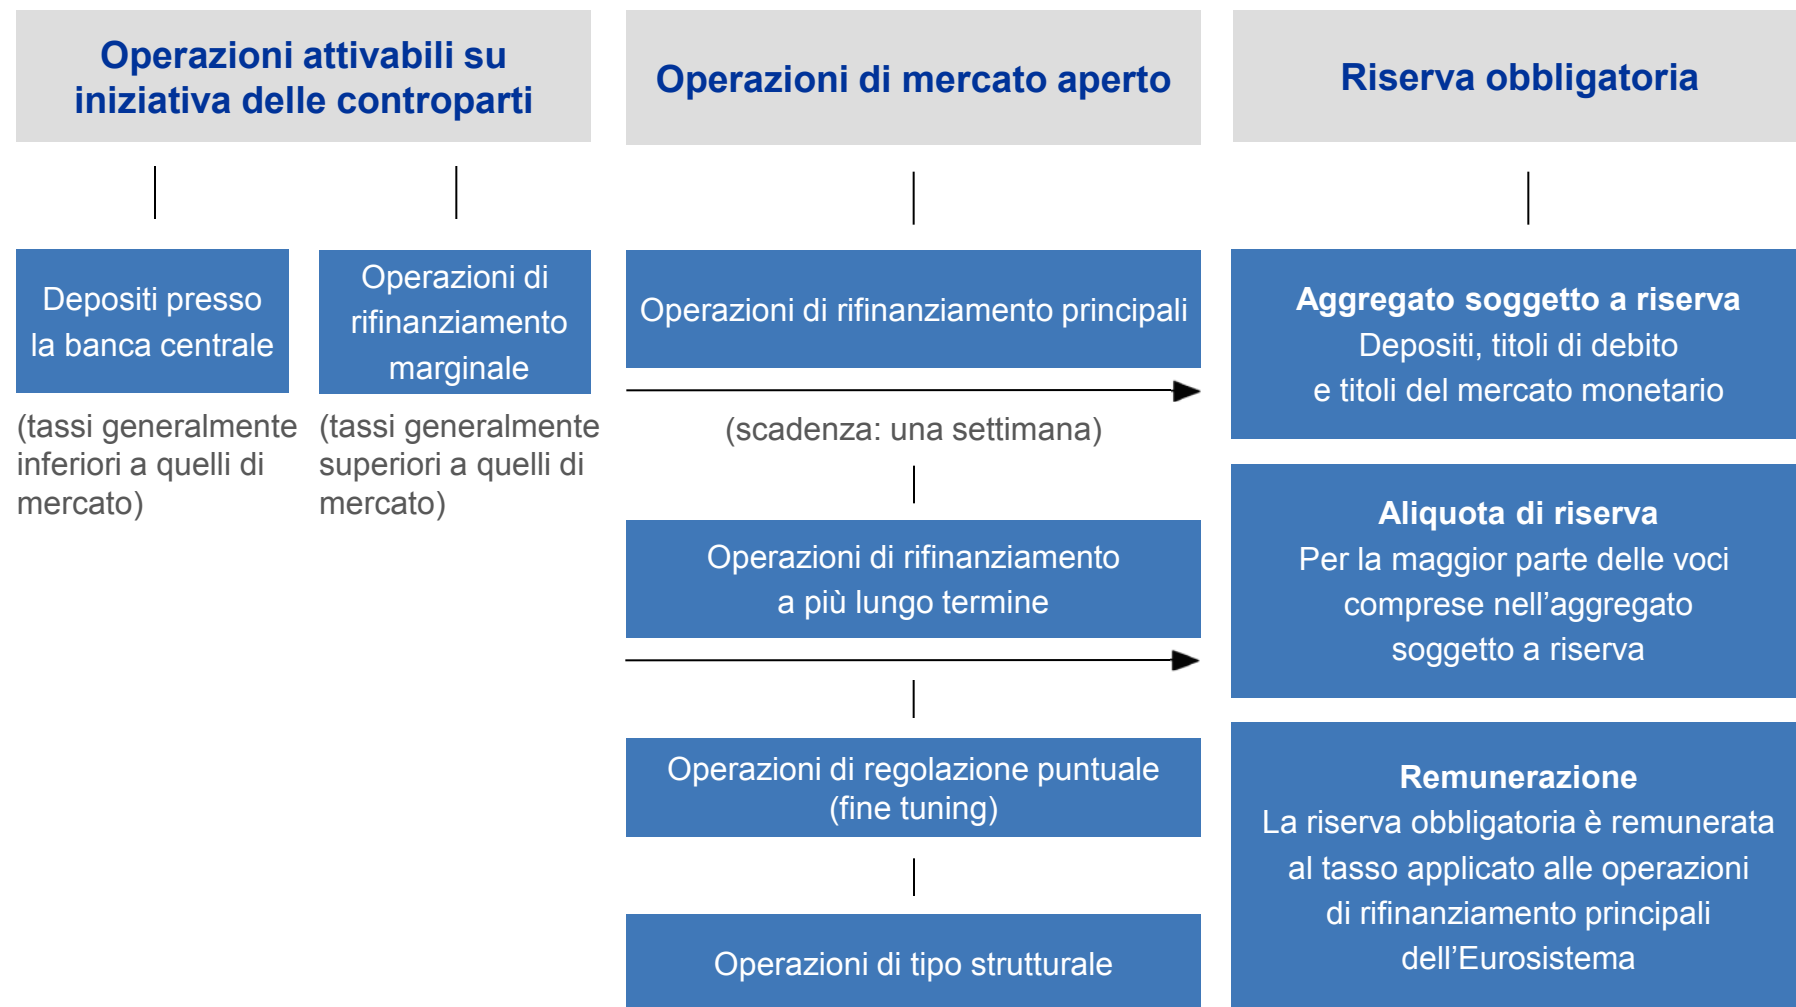 Operazioni attivabili su
iniziativa delle controparti
Depositi presso
la banca centrale
(tassi generalmente
inferiori a quelli di
mercato)
Operazioni di
rifinanziamento
marginale
(tassi generalmente
superiori a quelli di
mercato)
Operazioni di mercato aperto
Operazioni di rifinanziamento principali
(scadenza: una settimana)
Operazioni di rifinanziamento
a più lungo termine
Operazioni di regolazione puntuale
(fine tuning)
Operazioni di tipo strutturale
Riserva obbligatoria
Aggregato soggetto a riserva
Depositi, titoli di debito
e titoli del mercato monetario
Aliquota di riserva
Per la maggior parte delle voci
comprese nell’aggregato
soggetto a riserva
Remunerazione
La riserva obbligatoria è remunerata
al tasso applicato alle operazioni
di rifinanziamento principali
dell’Eurosistema